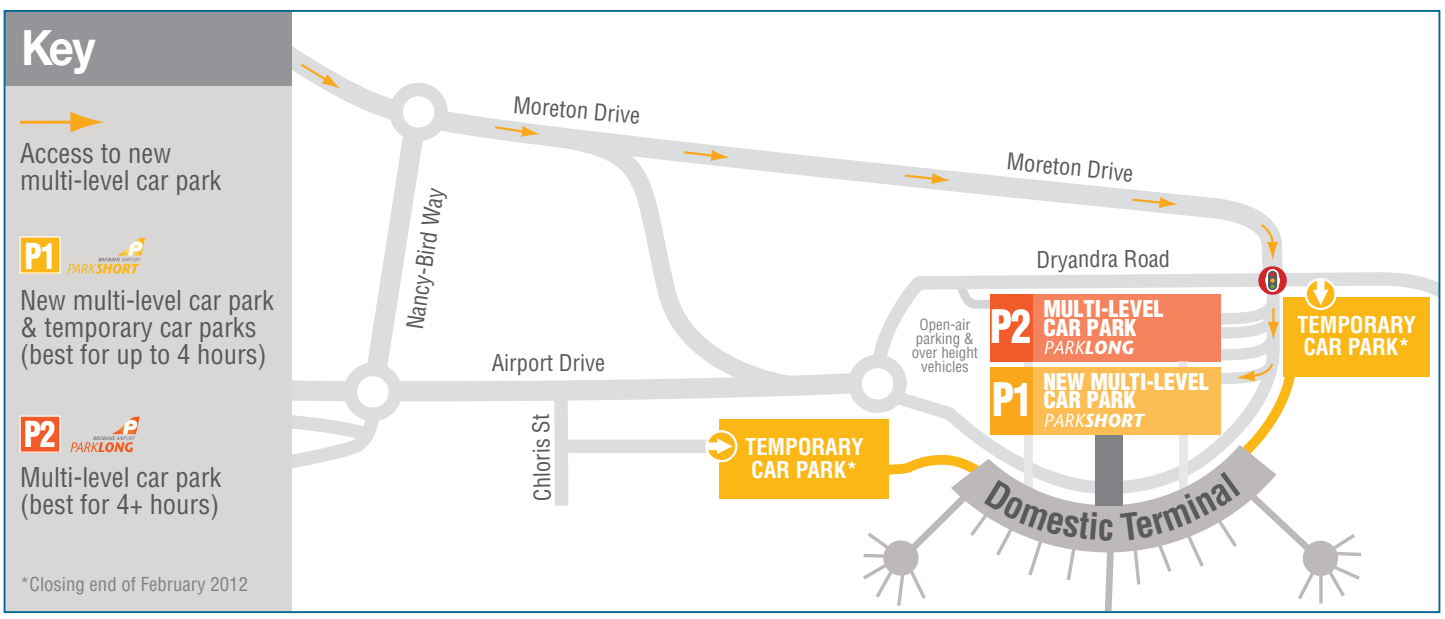 Key
Access to new
multi-level car park
P1
P
BRISBANE AIRPORT
PARKSHORT
New multi-level car park
& temporary car parks
(best for up to 4 hours)
P2
P
BRISBANE AIRPORT
PARKLONG
Multi-level car park
(best for 4+ hours)
*Closing end of February 2012
Moreton Drive
Moreton Drive
Nancy-Bird Way
Dryandra Road
Airport Drive
Chloris St
Open-air
parking &
over height
vehicles
P2
MULTI-LEVEL
CAR PARK
PARKLONG
P1
NEW MULTI-LEVEL
CAR PARK
PARKSHORT
TEMPORARY
CAR PARK*
TEMPORARY
CAR PARK*
Domestic Terminal